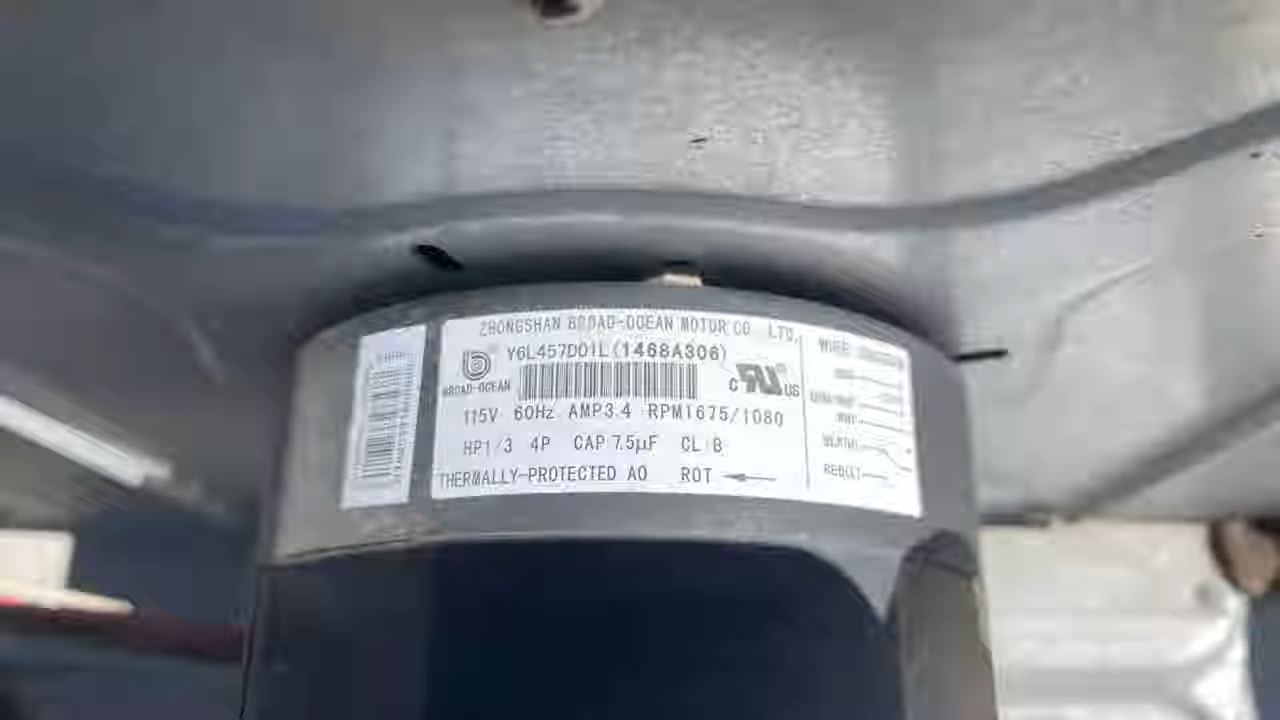 ZHONGSHAN BROAD-OCEAN MOTOR CO. LTD.
Y6L457D01L(1468A306)
BROAD-OCEAN
C US
115V 60Hz AMP3.4 RPM1675/1080
HP1/3 4P CAP 7.5µF CL:B
THERMALLY-PROTECTED AO ROT